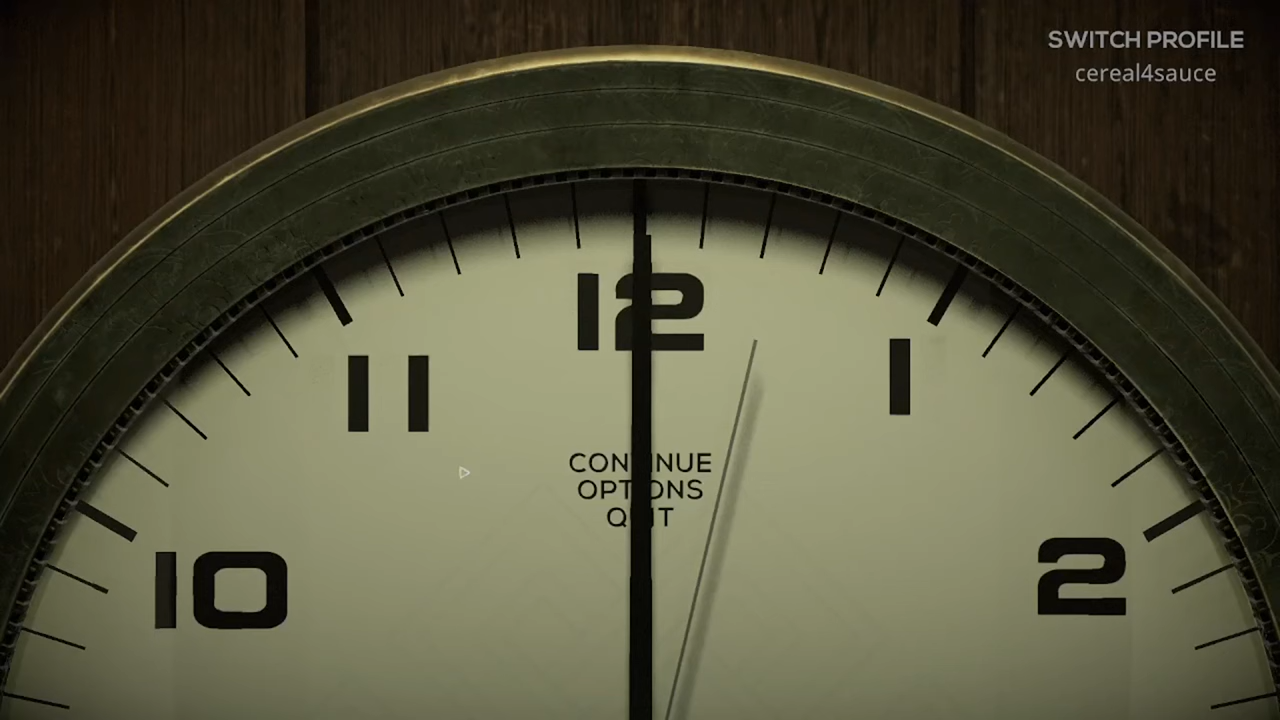 SWITCH PROFILE
cereal4sauce
12
11
1
CONTINUE
OPTIONS
QUIT
10
2